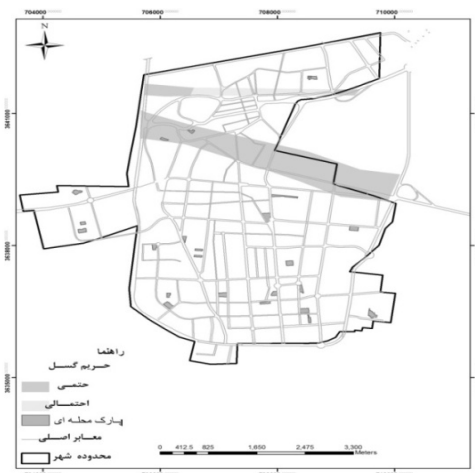 704000 706000 708000 710000
N
3641000
3638000
3635000
راهنما
حریم گسل
حتمی
احتمالی
پارک محله ای
معابر اصلی
محدوده شهر
0 412.5 825 1,650 2,475 3,300
Meters